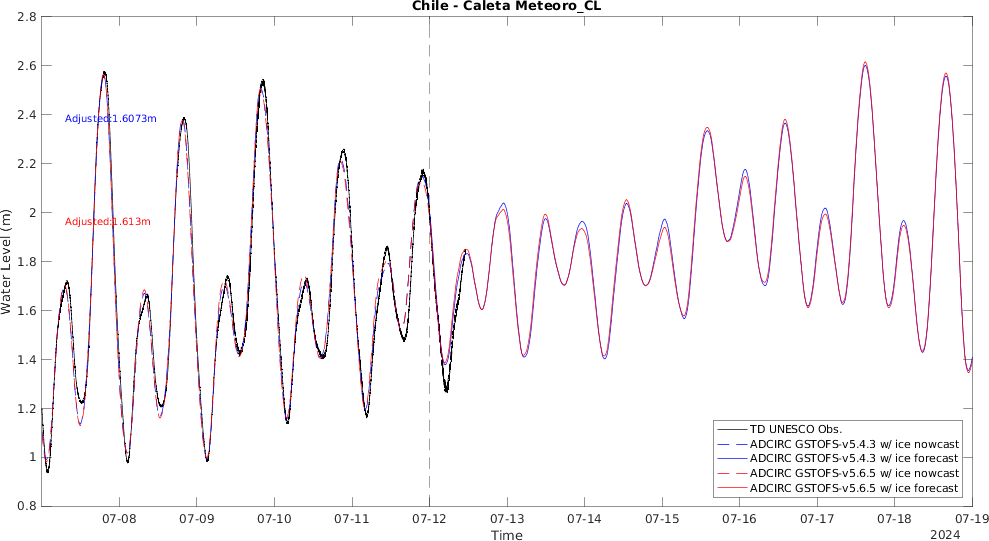 Chile - Caleta Meteoro_CL
2.8
2.6
2.4
2.2
2
1.8
1.6
1.4
1.2
1
0.8
Water Level (m)
Adjusted:1.6073m
Adjusted:1.613m
TD UNESCO Obs.
ADCIRC GSTOFS-v5.4.3 w/ ice nowcast
ADCIRC GSTOFS-v5.4.3 w/ ice forecast
ADCIRC GSTOFS-v5.6.5 w/ ice nowcast
ADCIRC GSTOFS-v5.6.5 w/ ice forecast
07-08 07-09 07-10 07-11 07-12 07-13 07-14 07-15 07-16 07-17 07-18 07-19
Time
2024